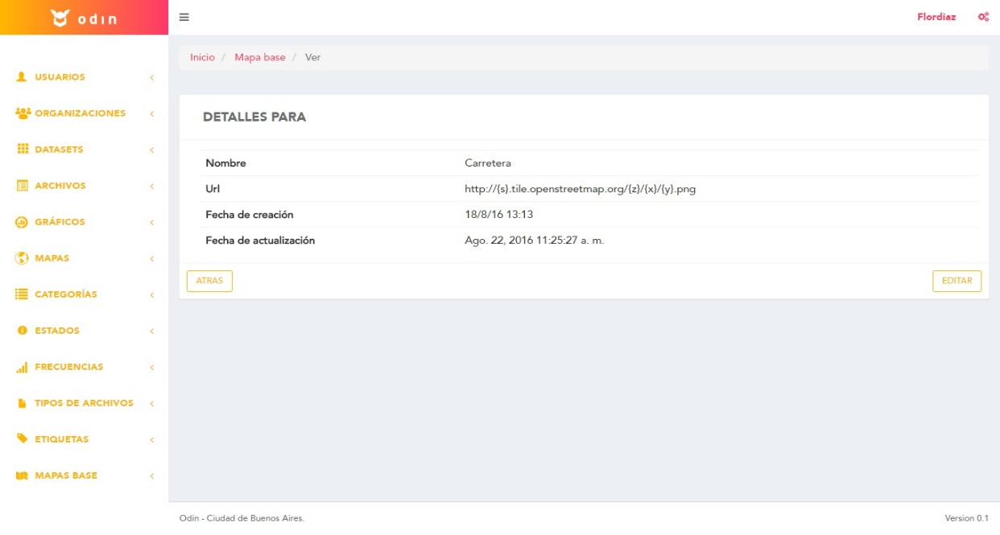 odin
Flordiaz
Inicio / Mapa base / Ver
USUARIOS
ORGANIZACIONES
DATASETS
ARCHIVOS
GRÁFICOS
MAPAS
CATEGORÍAS
ESTADOS
FRECUENCIAS
TIPOS DE ARCHIVOS
ETIQUETAS
MAPAS BASE
DETALLES PARA
Nombre Carretera
Url http://{s}.tile.openstreetmap.org/{z}/{x}/{y}.png
Fecha de creación 18/8/16 13:13
Fecha de actualización Ago. 22, 2016 11:25:27 a. m.
ATRAS EDITAR
Odin - Ciudad de Buenos Aires. Version 0.1